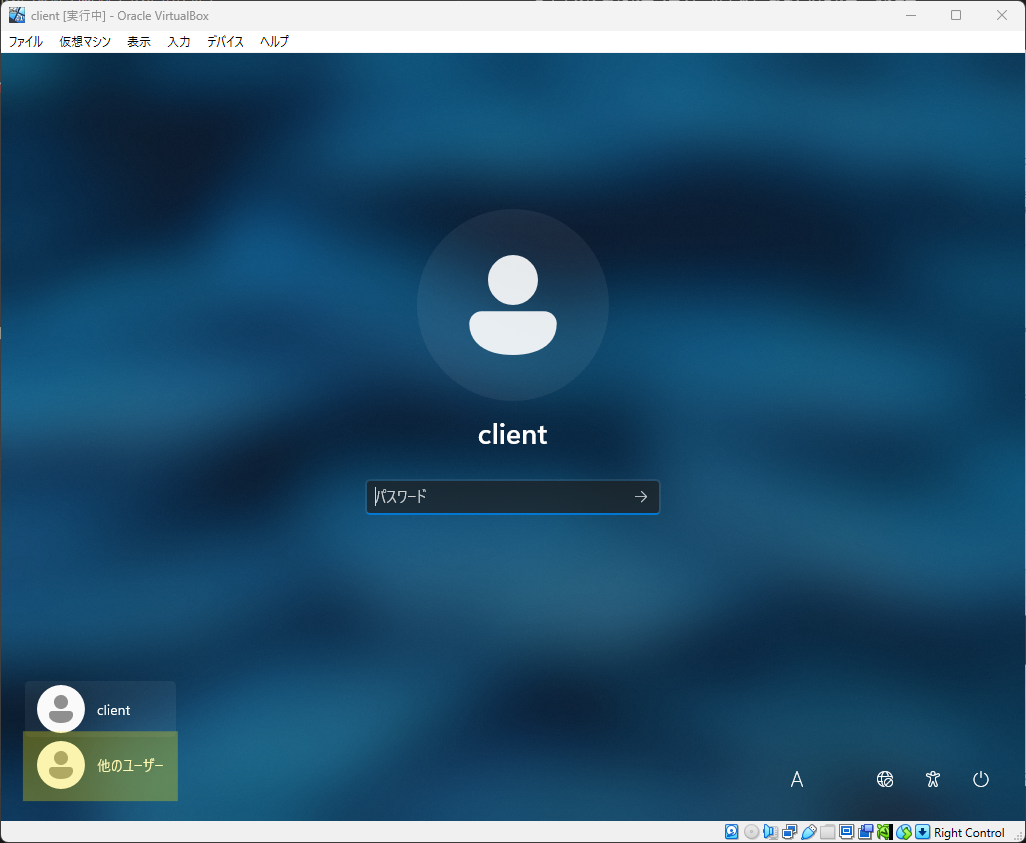 client [実行中] - Oracle VirtualBox
ファイル 仮想マシン 表示 入力 デバイス ヘルプ
client
パスワード
client
他のユーザー
A
Right Control